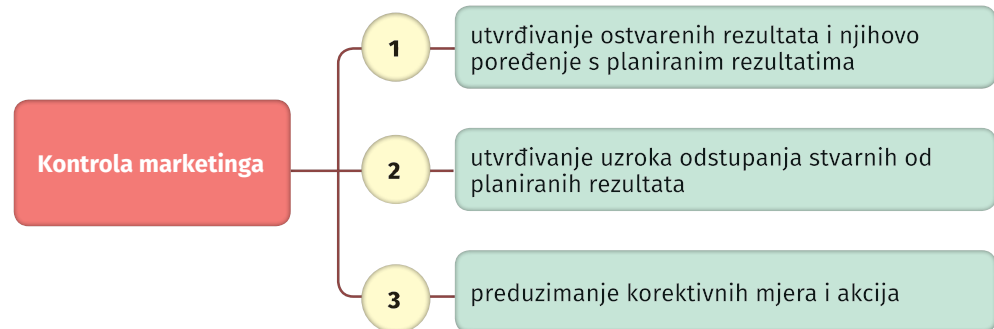 Kontrola marketinga
1
utvrđivanje ostvarenih rezultata i njihovo
poređenje s planiranim rezultatima
2
utvrđivanje uzroka odstupanja stvarnih od
planiranih rezultata
3
preduzimanje korektivnih mjera i akcija